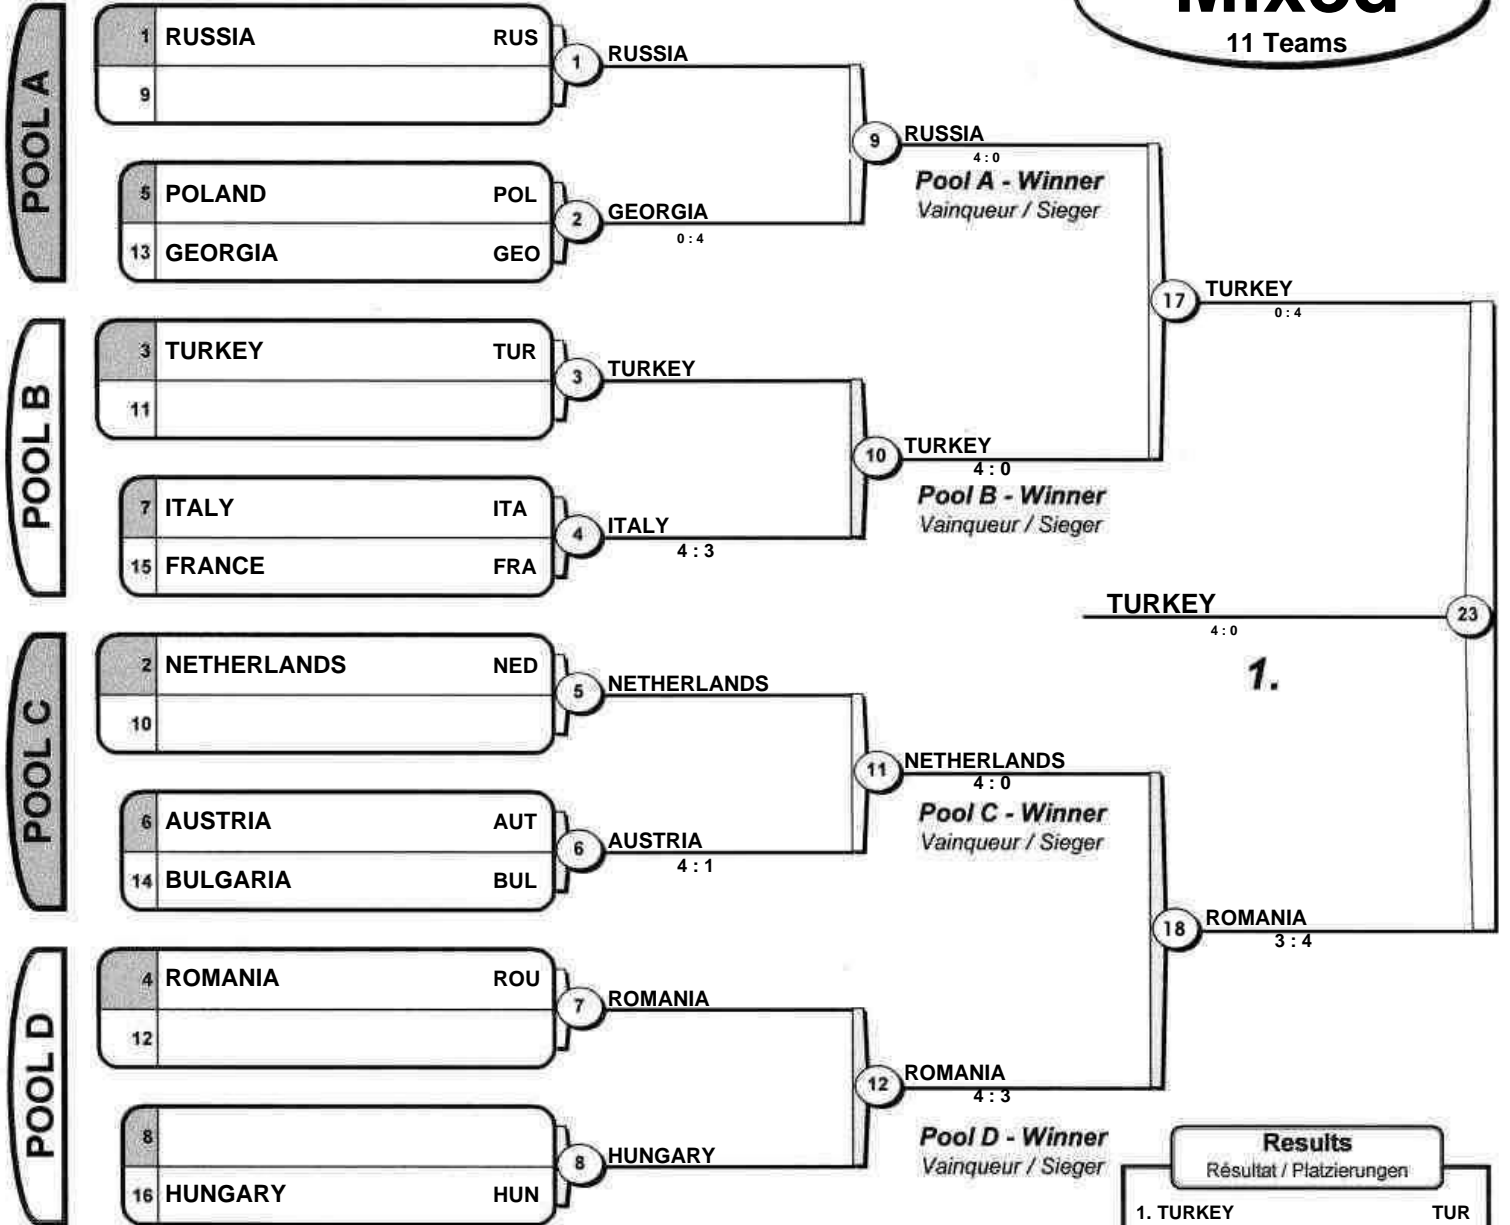 Mixed
11 Teams
POOL A
1 RUSSIA RUS
9
5 POLAND POL
13 GEORGIA GEO
1 RUSSIA
2 GEORGIA
0 : 4
9 RUSSIA
4 : 0
Pool A - Winner
Vainqueur / Sieger
POOL B
3 TURKEY TUR
11
7 ITALY ITA
15 FRANCE FRA
3 TURKEY
4 ITALY
4 : 3
10 TURKEY
4 : 0
Pool B - Winner
Vainqueur / Sieger
17 TURKEY
0 : 4
POOL C
2 NETHERLANDS NED
10
6 AUSTRIA AUT
14 BULGARIA BUL
5 NETHERLANDS
6 AUSTRIA
4 : 1
11 NETHERLANDS
4 : 0
Pool C - Winner
Vainqueur / Sieger
TURKEY 23
4 : 0
1.
POOL D
4 ROMANIA ROU
12
8
16 HUNGARY HUN
7 ROMANIA
8 HUNGARY
12 ROMANIA
4 : 3
Pool D - Winner
Vainqueur / Sieger
18 ROMANIA
3 : 4
Results
Résultat / Platzierungen
1. TURKEY TUR